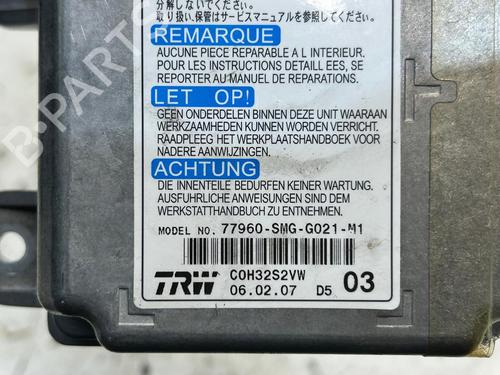 分解しないでください。
取り扱い、保管はサービスマニュアルを参照してください。
REMARQUE
AUCUNE PIECE REPARABLE A L INTERIEUR.
POUR LES INSTRUCTIONS DETAILL EES, SE
REPORTER AU MANUEL DE REPARATIONS.
LET OP!
GEEN ONDERDELEN BINNEN DEZE UNIT WAARAAN
WERKZAAMHEDEN KUNNEN WORDEN VERRICHT.
RAADPLEEG HET WERKPLAATSHANDBOEK VOOR
NADERE AANWIJZINGEN.
ACHTUNG
DIE INNENTEILE BEDURFEN KEINER WARTUNG.
AUSFUHRLICHE ANWEISUNGEN SIND DEM
WERKSTATTHANDBUCH ZU ENTNEHMEN.
MODEL NO. 77960-SMG-G021-M1
TRW COH32S2VW
06.02.07 D5 03
B-PARTS